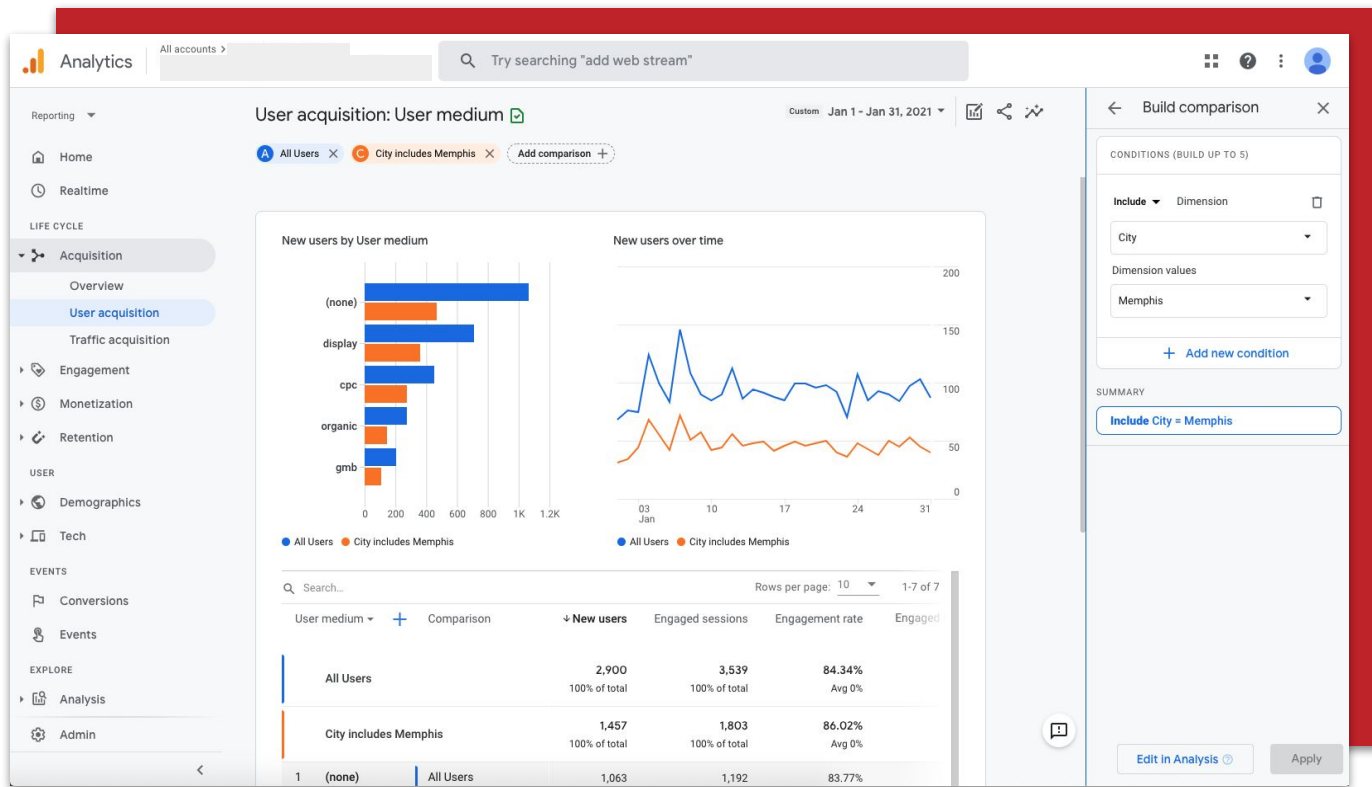 Analytics
All accounts >
Try searching "add web stream"
Reporting
Home
Realtime
LIFE CYCLE
Acquisition
Overview
User acquisition
Traffic acquisition
Engagement
Monetization
Retention
USER
Demographics
Tech
EVENTS
Conversions
Events
EXPLORE
Analysis
Admin
User acquisition: User medium
Custom Jan 1 - Jan 31, 2021
A All Users C City includes Memphis Add comparison +
New users by User medium
(none)
display
cpc
organic
gmb
0 200 400 600 800 1K 1.2K
All Users City includes Memphis
New users over time
200
150
100
50
0
03 10 17 24 31
Jan
All Users City includes Memphis
Search...
Rows per page: 10 1-7 of 7
User medium + Comparison New users Engaged sessions Engagement rate Engaged
All Users 2,900 3,539 84.34%
100% of total 100% of total Avg 0%
City includes Memphis 1,457 1,803 86.02%
100% of total 100% of total Avg 0%
1 (none) All Users 1,063 1,192 83.77%
Build comparison
CONDITIONS (BUILD UP TO 5)
Include Dimension
City
Dimension values
Memphis
+ Add new condition
SUMMARY
Include City = Memphis
Edit in Analysis Apply